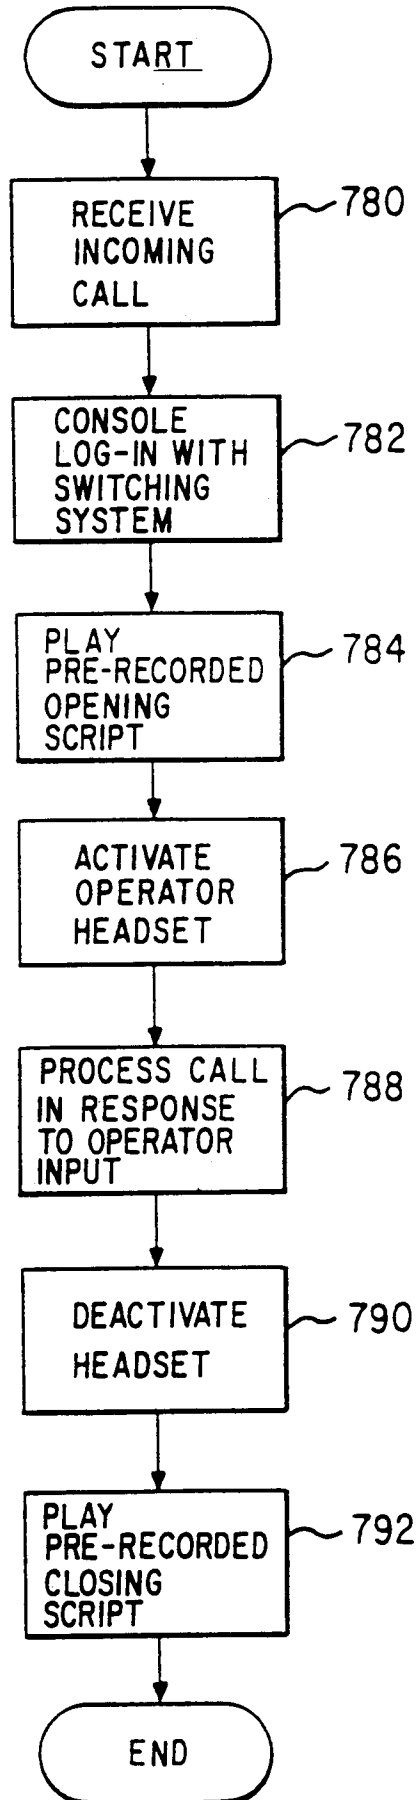 START
RECEIVE
INCOMING
CALL
780
CONSOLE
LOG-IN WITH
SWITCHING
SYSTEM
782
PLAY
PRE-RECORDED
OPENING
SCRIPT
784
ACTIVATE
OPERATOR
HEADSET
786
PROCESS CALL
IN RESPONSE
TO OPERATOR
INPUT
788
DEACTIVATE
HEADSET
790
PLAY
PRE-RECORDED
CLOSING
SCRIPT
792
END